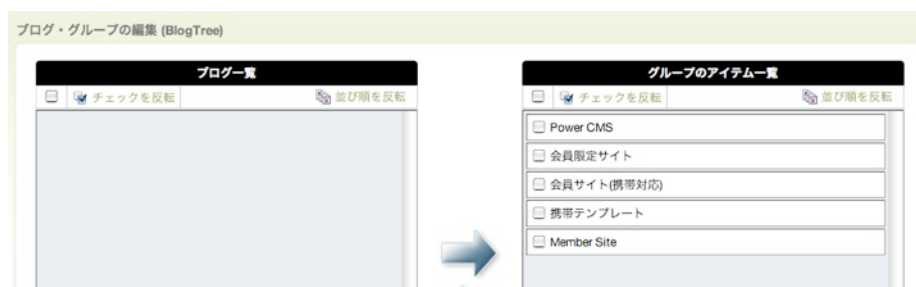 ブログ・グループの編集 (BlogTree)
ブログ一覧
チェックを反転 並び順を反転
グループのアイテム一覧
チェックを反転 並び順を反転
Power CMS
会員限定サイト
会員サイト(携帯対応)
携帯テンプレート
Member Site